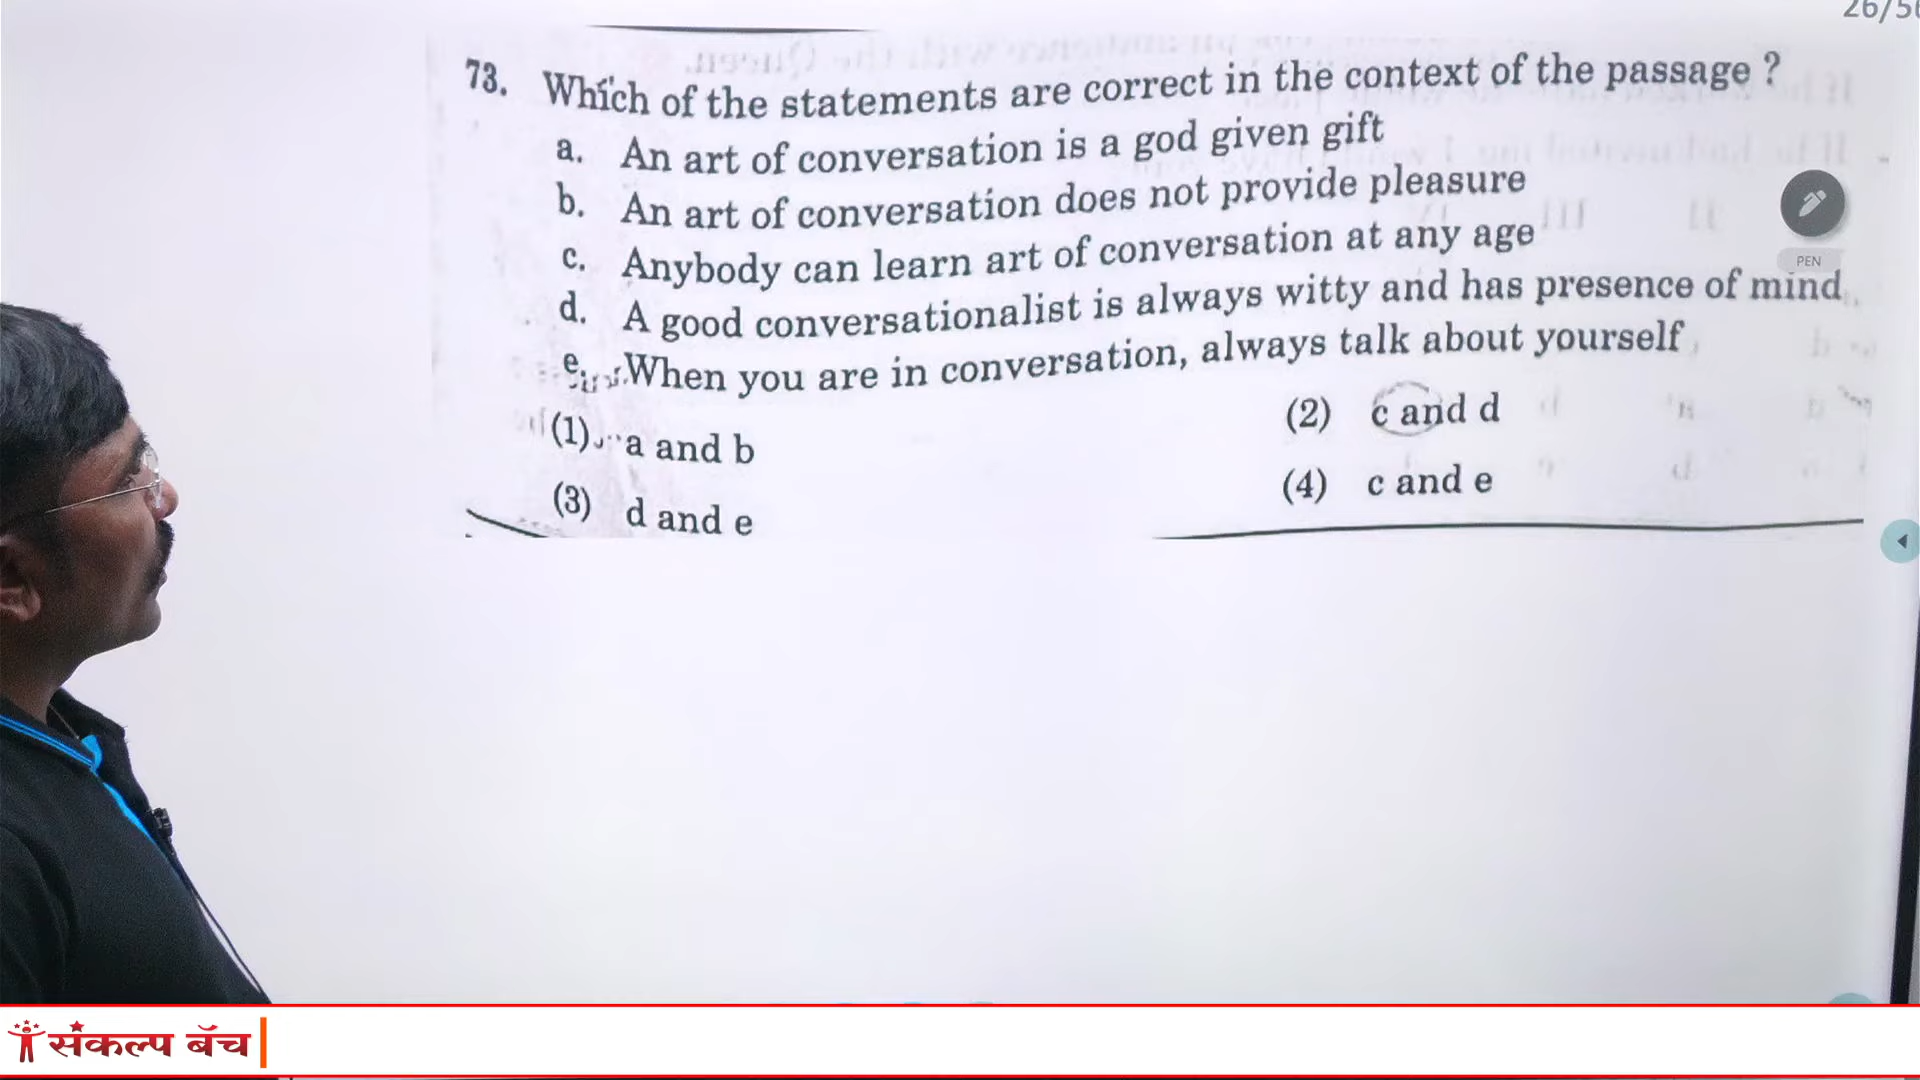 26/56
73. Which of the statements are correct in the context of the passage ?
a. An art of conversation is a god given gift
b. An art of conversation does not provide pleasure
c. Anybody can learn art of conversation at any age
d. A good conversationalist is always witty and has presence of mind
e. When you are in conversation, always talk about yourself
(1) a and b
(2) c and d
(3) d and e
(4) c and e
PEN
संकल्प बॅच